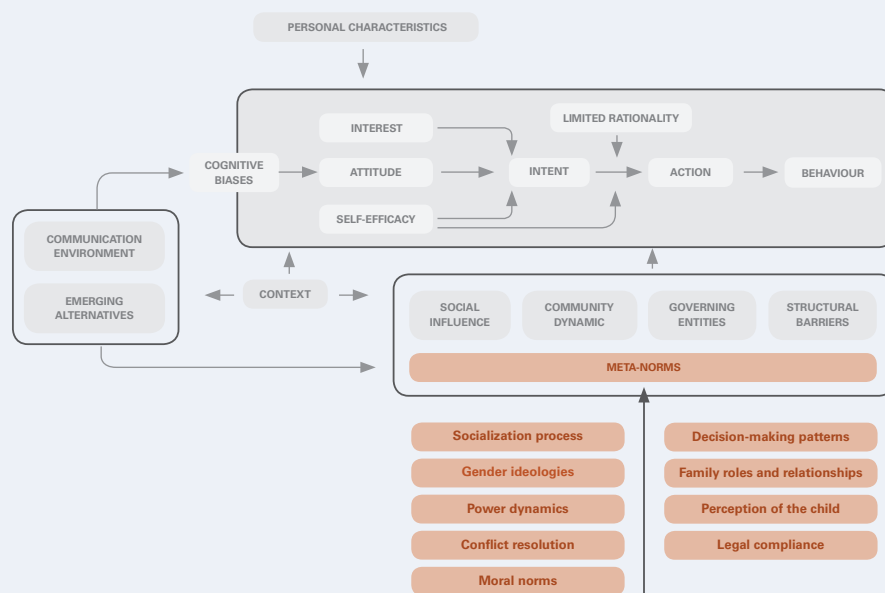 PERSONAL CHARACTERISTICS
INTEREST
LIMITED RATIONALITY
COGNITIVE
BIASES
ATTITUDE
INTENT
ACTION
BEHAVIOUR
SELF-EFFICACY
COMMUNICATION
ENVIRONMENT
EMERGING
ALTERNATIVES
CONTEXT
SOCIAL
INFLUENCE
COMMUNITY
DYNAMIC
GOVERNING
ENTITIES
STRUCTURAL
BARRIERS
META-NORMS
Socialization process
Gender ideologies
Power dynamics
Conflict resolution
Moral norms
Decision-making patterns
Family roles and relationships
Perception of the child
Legal compliance